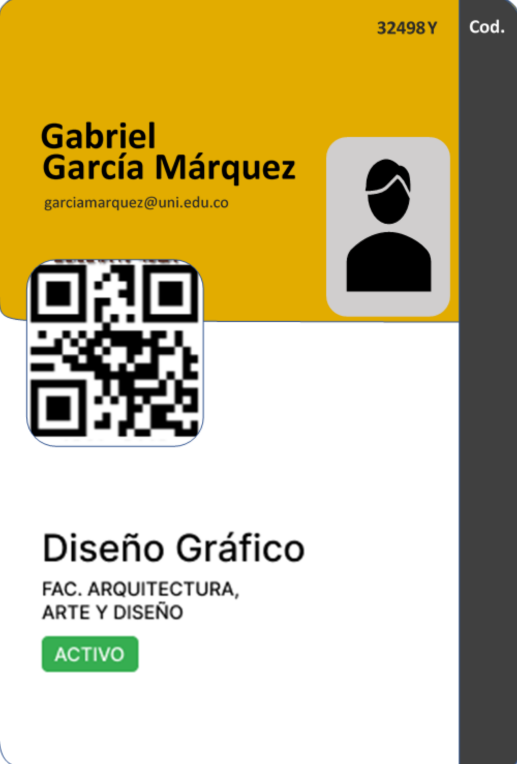 32498Y Cod.
Gabriel
García Márquez
garciamarquez@uni.edu.co
Diseño Gráfico
FAC. ARQUITECTURA,
ARTE Y DISEÑO
ACTIVO